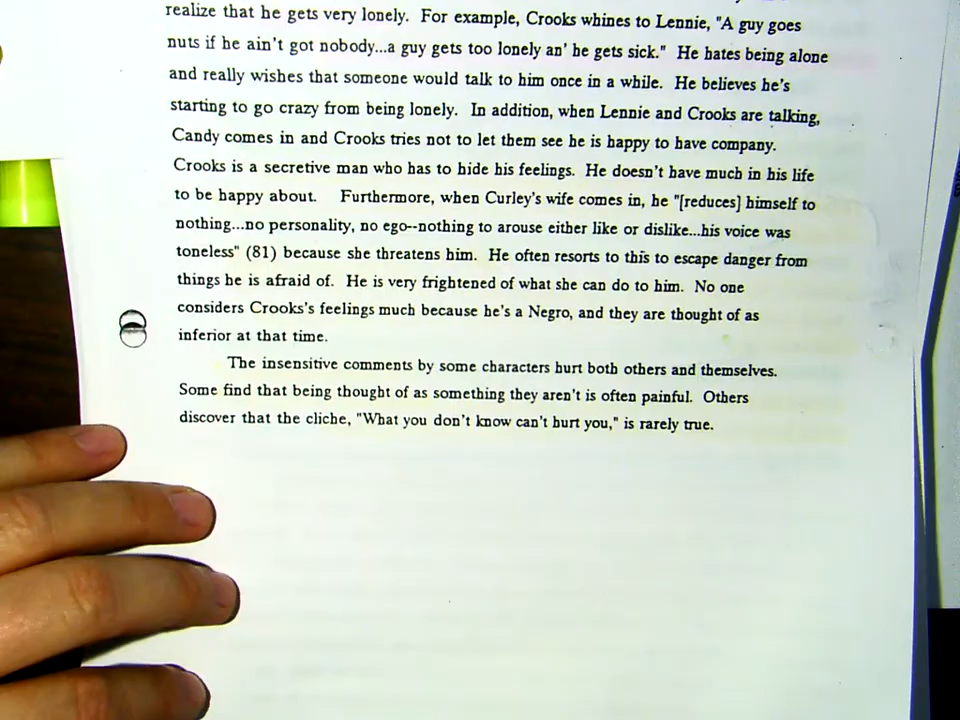 realize that he gets very lonely. For example, Crooks whines to Lennie, "A guy goes
nuts if he ain't got nobody...a guy gets too lonely an' he gets sick." He hates being alone
and really wishes that someone would talk to him once in a while. He believes he's
starting to go crazy from being lonely. In addition, when Lennie and Crooks are talking,
Candy comes in and Crooks tries not to let them see he is happy to have company.
Crooks is a secretive man who has to hide his feelings. He doesn't have much in his life
to be happy about. Furthermore, when Curley's wife comes in, he "[reduces] himself to
nothing...no personality, no ego--nothing to arouse either like or dislike...his voice was
toneless" (81) because she threatens him. He often resorts to this to escape danger from
things he is afraid of. He is very frightened of what she can do to him. No one
considers Crooks's feelings much because he's a Negro, and they are thought of as
inferior at that time.
The insensitive comments by some characters hurt both others and themselves.
Some find that being thought of as something they aren't is often painful. Others
discover that the cliche, "What you don't know can't hurt you," is rarely true.